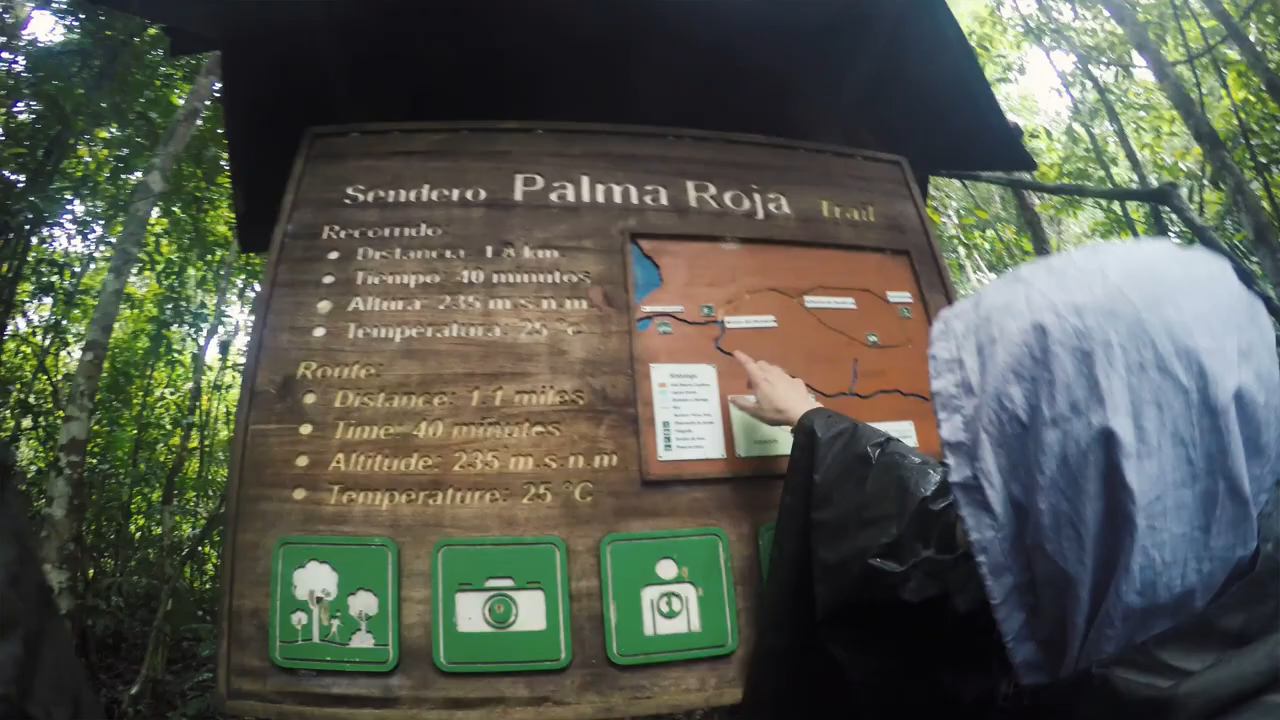 Sendero Palma Roja Trail
Recorrido:
Distancia: 1.8 km.
Tiempo: 40 minutos
Altura: 235 m.s.n.m
Temperatura: 25 °c
Route:
Distance: 1.1 miles
Time: 40 minutes
Altitude: 235 m.s.n.m
Temperature: 25 °C